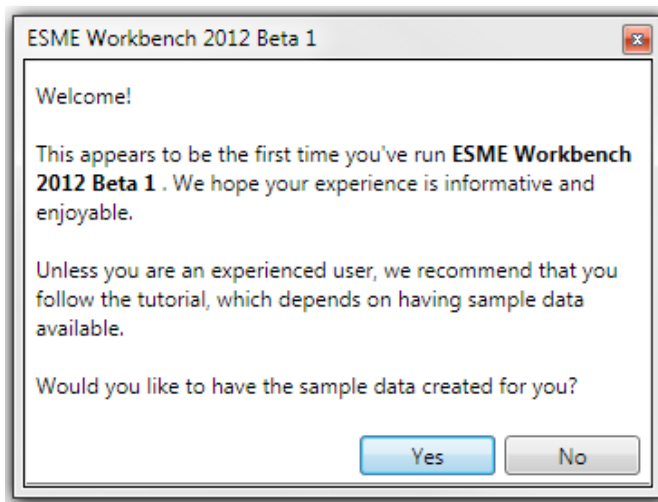 ESME Workbench 2012 Beta 1
Welcome!
This appears to be the first time you've run ESME Workbench
2012 Beta 1 . We hope your experience is informative and
enjoyable.
Unless you are an experienced user, we recommend that you
follow the tutorial, which depends on having sample data
available.
Would you like to have the sample data created for you?
Yes No